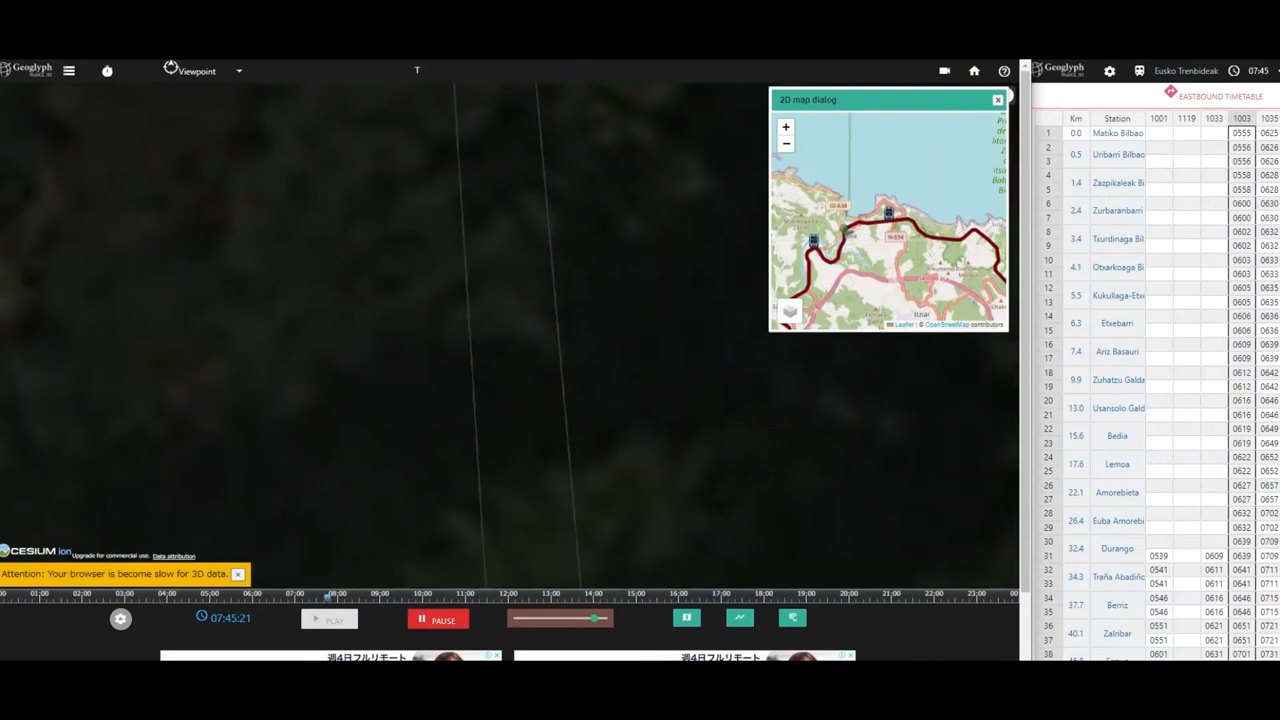 Geoglyph
Viewpoint
T
Geoglyph
Eusko Trenbideak
07:45
2D map dialog
x
EASTBOUND TIMETABLE
+
−
GI-638
N-634
Itziar
Leaflet | © OpenStreetMap contributors
Km Station 1001 1119 1033 1003 1035
1 0.0 Matiko Bilbao 0555 0625
2 0556 0626
0.5 Uribarri Bilbao
3 0556 0626
4 0558 0628
1.4 Zazpikaleak Bi
5 0558 0628
6 0600 0630
2.4 Zurbaranbarri
7 0600 0630
8 0602 0632
3.4 Txurdinaga Bil
9 0602 0632
10 0603 0633
4.1 Otxarkoaga Bi
11 0603 0633
12 0605 0635
5.5 Kukullaga-Etxe
13 0605 0635
14 0606 0636
6.3 Etxebarri
15 0606 0636
16 0609 0639
7.4 Ariz Basauri
17 0609 0639
18 0612 0642
9.9 Zuhatzu Galda
19 0612 0642
20 0616 0646
13.0 Usansolo Gald
21 0616 0646
22 0619 0649
15.6 Bedia
23 0619 0649
24 0622 0652
17.6 Lemoa
25 0622 0652
26 0627 0657
22.1 Amorebieta
27 0627 0657
28 0632 0702
26.4 Euba Amorebi
29 0632 0702
30 0639 0709
32.4 Durango
31 0539 0609 0639 0709
32 0541 0611 0641 0711
34.3 Traña Abadiño
33 0541 0611 0641 0711
34 0546 0616 0646 0715
37.7 Berriz
35 0546 0616 0646 0715
36 0551 0621 0651 0721
40.1 Zalribar
37 0551 0621 0651 0721
38 0601 0631 0701 0731
CESIUM ion Upgrade for commercial use. Data attribution
Attention: Your browser is become slow for 3D data. x
00 01:00 02:00 03:00 04:00 05:00 06:00 07:00 08:00 09:00 10:00 11:00 12:00 13:00 14:00 15:00 16:00 17:00 18:00 19:00 20:00 21:00 22:00 23:00
07:45:21
PLAY
PAUSE
週4日フルリモート
週4日フルリモート